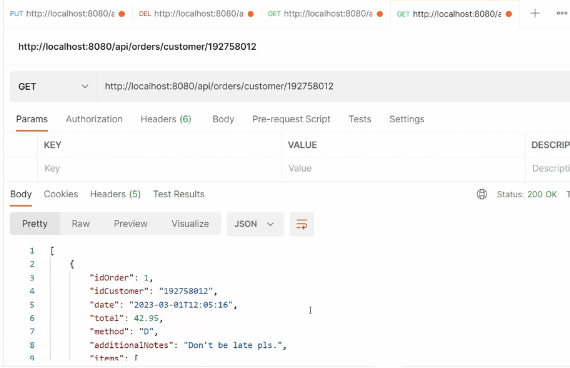 PUT http://localhost:8080/a DEL http://localhost:8080/a GET http://localhost:8080/a GET http://localhost:8080/a
http://localhost:8080/api/orders/customer/192758012
GET http://localhost:8080/api/orders/customer/192758012
Params Authorization Headers (6) Body Pre-request Script Tests Settings
KEY VALUE DESCRIP
Key Value Descripti
Body Cookies Headers (5) Test Results Status: 200 OK T
Pretty Raw Preview Visualize JSON
1 [
2 {
3 "idOrder": 1,
4 "idCustomer": "192758012",
5 "date": "2023-03-01T12:05:16",
6 "total": 42.95,
7 "method": "D",
8 "additionalNotes": "Don't be late pls.",
9 "items": [